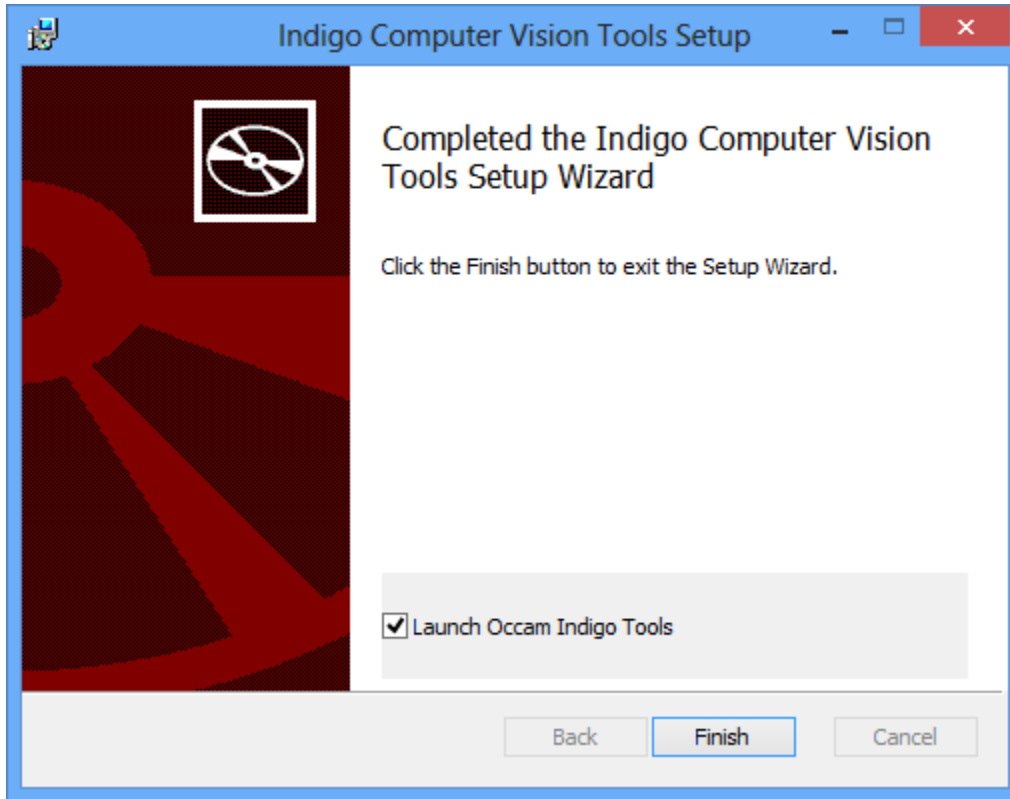 Indigo Computer Vision Tools Setup
Completed the Indigo Computer Vision
Tools Setup Wizard
Click the Finish button to exit the Setup Wizard.
Launch Occam Indigo Tools
Back Finish Cancel